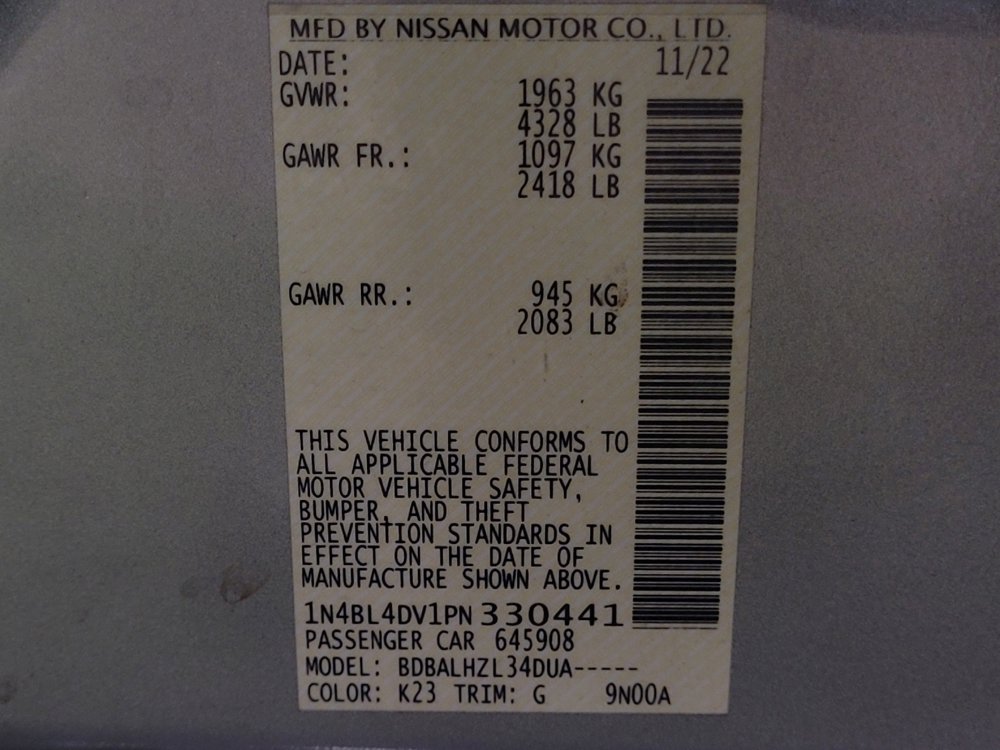 MFD BY NISSAN MOTOR CO., LTD.
DATE: 11/22
GVWR: 1963 KG
4328 LB
GAWR FR.: 1097 KG
2418 LB
GAWR RR.: 945 KG
2083 LB
THIS VEHICLE CONFORMS TO
ALL APPLICABLE FEDERAL
MOTOR VEHICLE SAFETY,
BUMPER, AND THEFT
PREVENTION STANDARDS IN
EFFECT ON THE DATE OF
MANUFACTURE SHOWN ABOVE.
1N4BL4DV1PN 330441
PASSENGER CAR 645908
MODEL: BDBALHZL34DUA-----
COLOR: K23 TRIM: G 9N00A